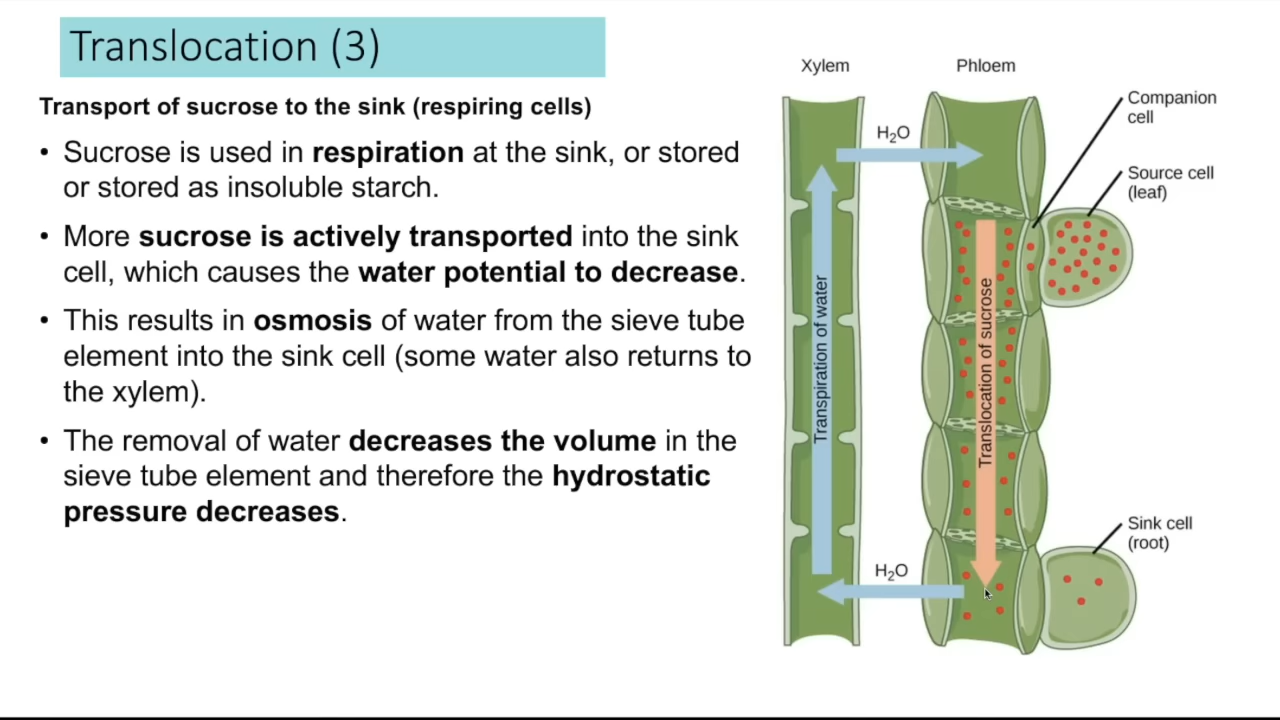 Translocation (3)
Transport of sucrose to the sink (respiring cells)
• Sucrose is used in respiration at the sink, or stored
or stored as insoluble starch.
• More sucrose is actively transported into the sink
cell, which causes the water potential to decrease.
• This results in osmosis of water from the sieve tube
element into the sink cell (some water also returns to
the xylem).
• The removal of water decreases the volume in the
sieve tube element and therefore the hydrostatic
pressure decreases.
Xylem
Phloem
Companion
cell
H₂O
Source cell
(leaf)
Transpiration of water
Translocation of sucrose
Sink cell
(root)
H₂O